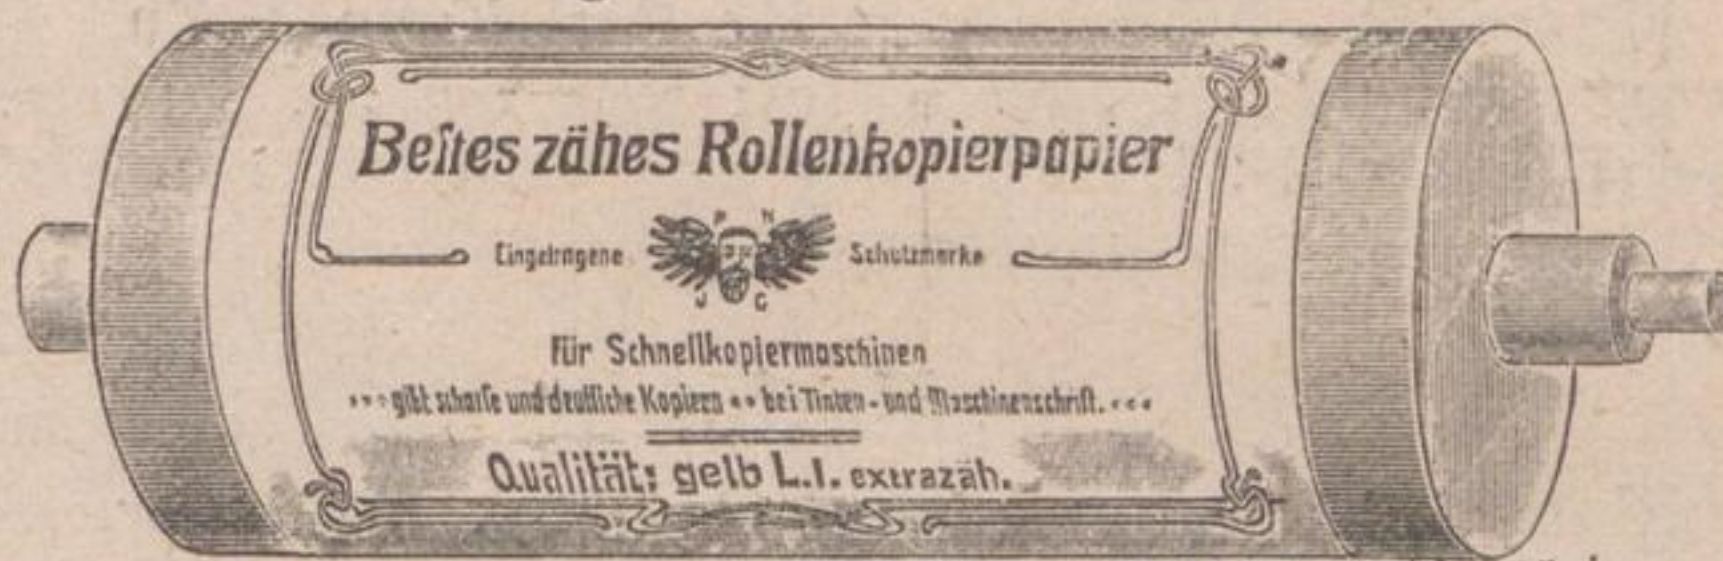 Beſtes zähes Rollenkopierpapier
P N
Eingetragene Schutzmarke
J C
Für Schnellkopiermaschinen
gibt scharfe und deutliche Kopieen bei Tinten- und Maschinenschrift.
Qualität: gelb L.I. extrazäh.